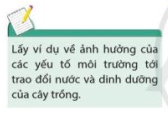 Lấy ví dụ về ảnh hưởng của
các yếu tố môi trường tới
trao đổi nước và dinh dưỡng
của cây trồng.